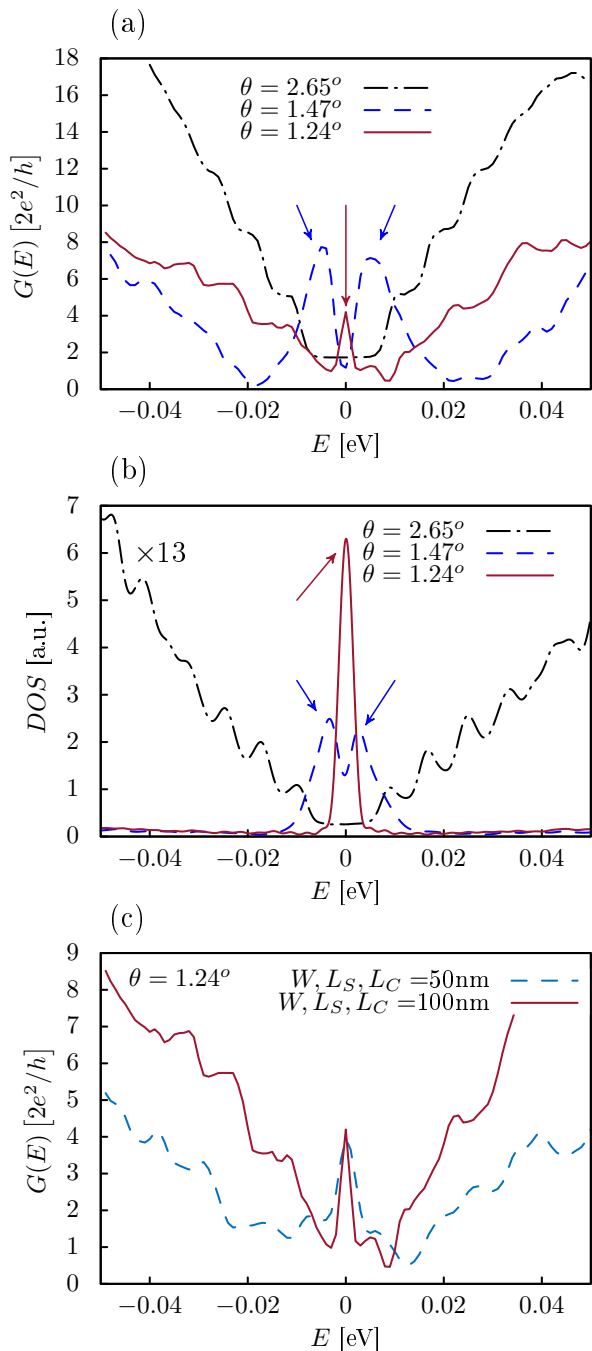 (a)
18
16
14
12
10
8
6
4
2
0
G(E) [2e²/h]
θ = 2.65°
θ = 1.47°
θ = 1.24°
−0.04 −0.02 0 0.02 0.04
E [eV]
(b)
7
6
5
4
3
2
1
0
DOS [a.u.]
×13
θ = 2.65°
θ = 1.47°
θ = 1.24°
−0.04 −0.02 0 0.02 0.04
E [eV]
(c)
9
8
7
6
5
4
3
2
1
0
G(E) [2e²/h]
θ = 1.24°
W, L_S, L_C =50nm
W, L_S, L_C =100nm
−0.04 −0.02 0 0.02 0.04
E [eV]